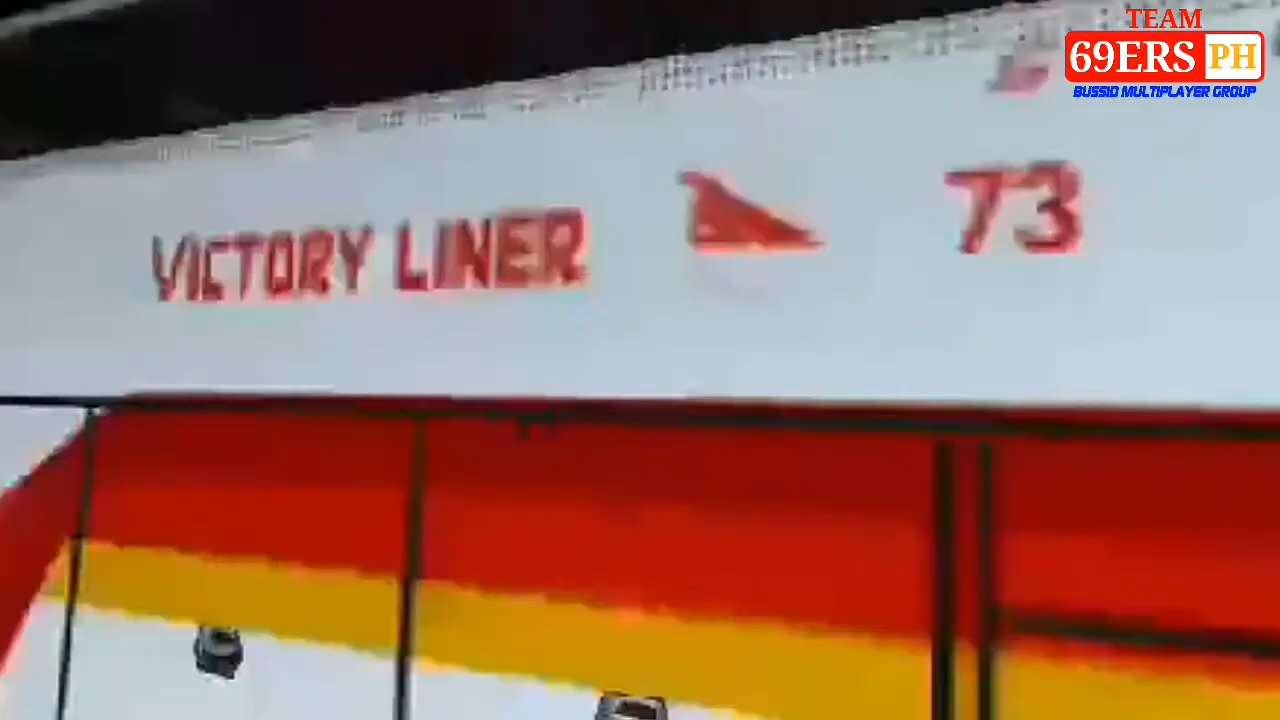 TEAM
69ERS PH
BUSSID MULTIPLAYER GROUP
VICTORY LINER
73